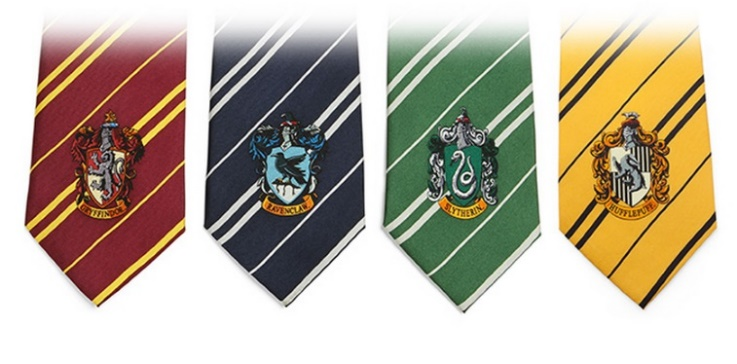 GRYFFINDOR
RAVENCLAW
SLYTHERIN
HUFFLEPUFF